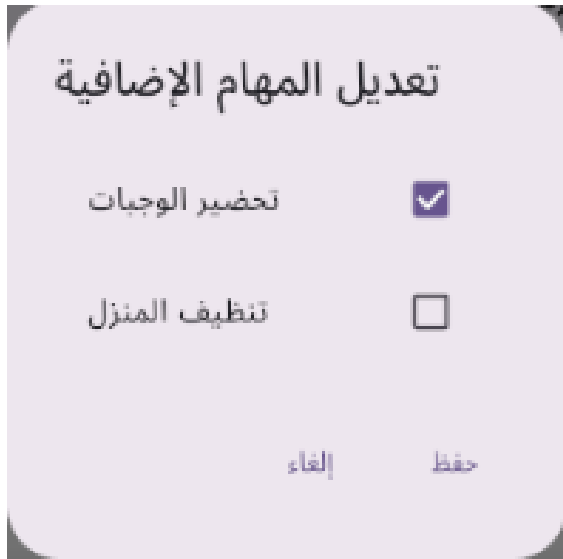 تعديل المهام الإضافية
تحضير الوجبات
تنظيف المنزل
حفظ إلغاء